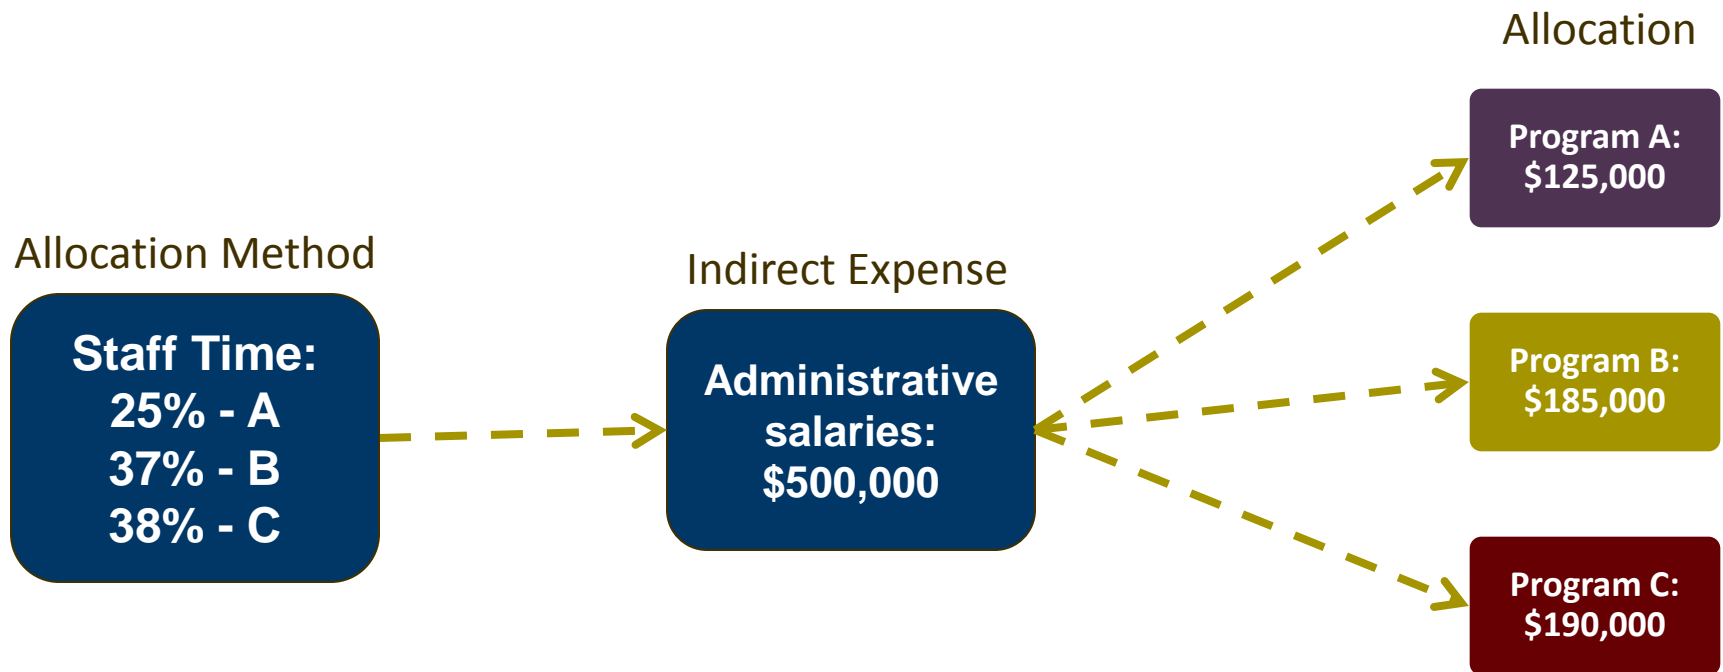 Allocation Method
Staff Time:
25% - A
37% - B
38% - C
Indirect Expense
Administrative
salaries:
$500,000
Allocation
Program A:
$125,000
Program B:
$185,000
Program C:
$190,000